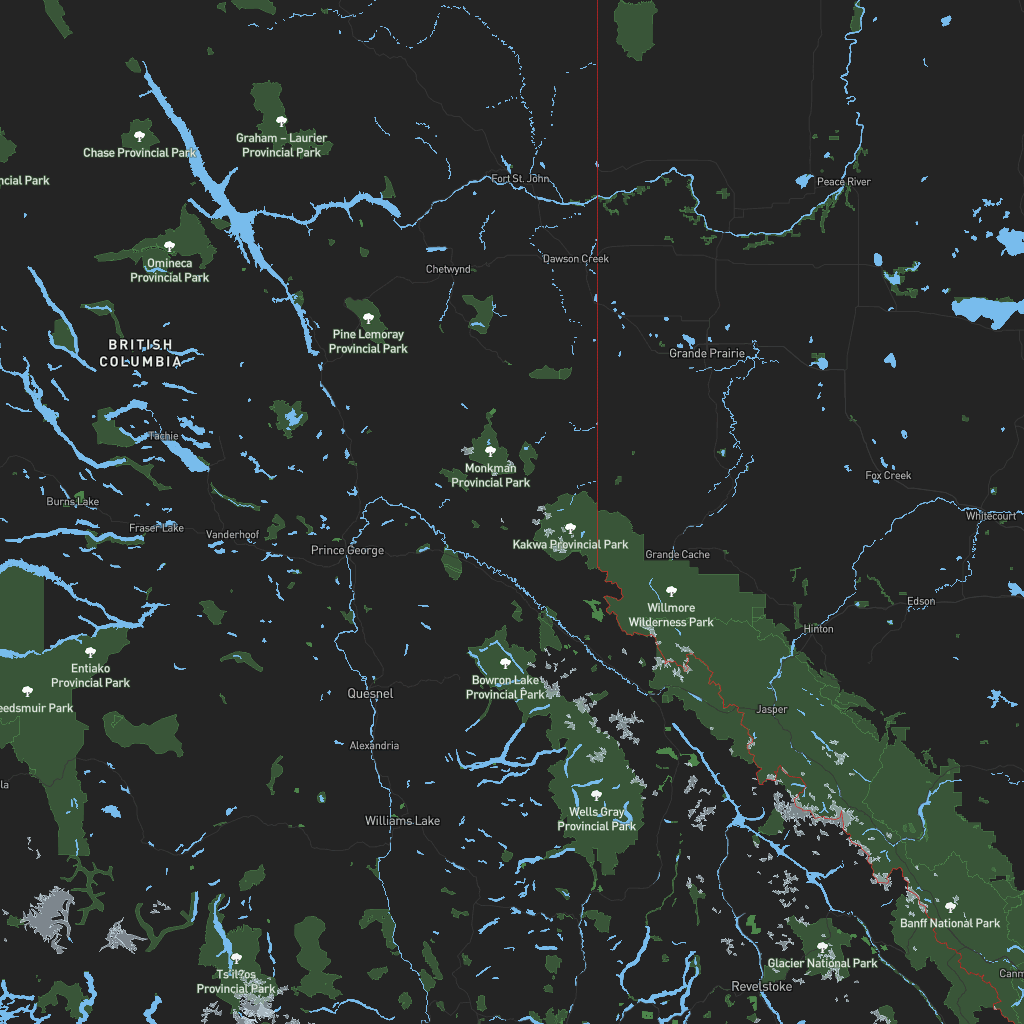 Graham – Laurier
Provincial Park
Chase Provincial Park
ncial Park
Fort St. John
Peace River
Omineca
Provincial Park
Chetwynd
Dawson Creek
Pine Lemoray
Provincial Park
BRITISH
COLUMBIA
Grande Prairie
Tachie
Monkman
Provincial Park
Fox Creek
Burns Lake
Whitecourt
Fraser Lake
Vanderhoof
Prince George
Kakwa Provincial Park
Grande Cache
Willmore
Wilderness Park
Edson
Hinton
Entiako
Provincial Park
Bowron Lake
Provincial Park
Quesnel
eedsmuir Park
Jasper
Alexandria
la
Williams Lake
Wells Gray
Provincial Park
Banff National Park
Glacier National Park
Ts'il?os
Provincial Park
Canm
Revelstoke